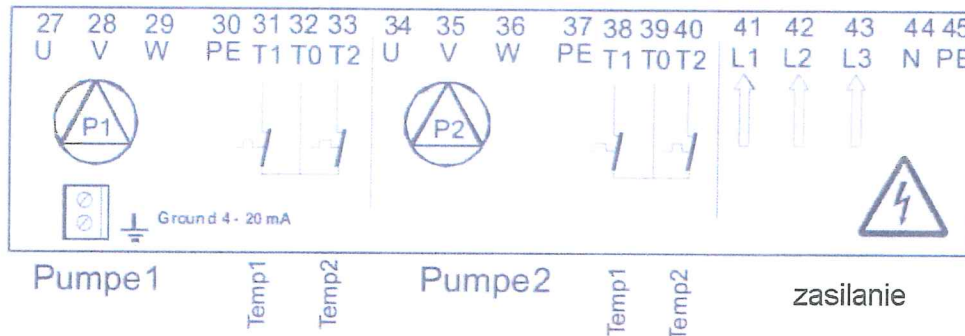 27 28 29 30 31 32 33 34 35 36 37 38 39 40 41 42 43 44 45
U V W PE T1 T0 T2 U V W PE T1 T0 T2 L1 L2 L3 N PE
P1 P2
Ground 4 - 20 mA
Pumpe1 Temp1 Temp2 Pumpe2 Temp1 Temp2 zasilanie